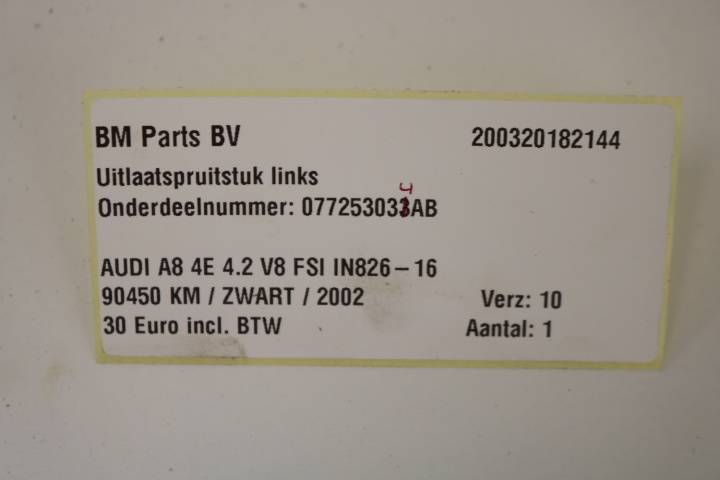 BM Parts BV 200320182144
Uitlaatspruitstuk links
4
Onderdeelnummer: 077253033AB
AUDI A8 4E 4.2 V8 FSI IN826-16
90450 KM / ZWART / 2002 Verz: 10
30 Euro incl. BTW Aantal: 1